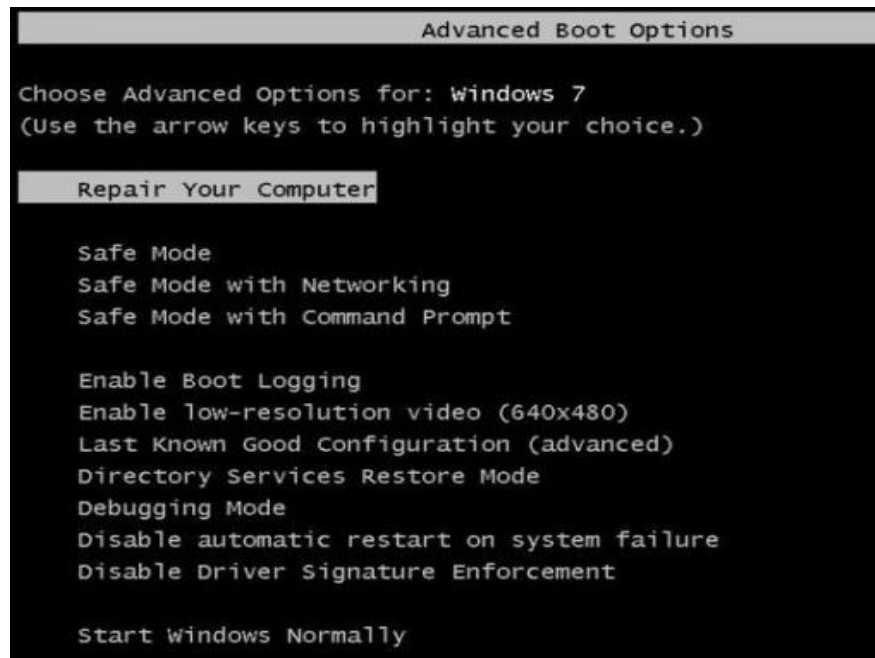 Advanced Boot Options
Choose Advanced Options for: Windows 7
(Use the arrow keys to highlight your choice.)
Repair Your Computer
Safe Mode
Safe Mode with Networking
Safe Mode with Command Prompt
Enable Boot Logging
Enable low-resolution video (640x480)
Last Known Good Configuration (advanced)
Directory Services Restore Mode
Debugging Mode
Disable automatic restart on system failure
Disable Driver Signature Enforcement
Start Windows Normally